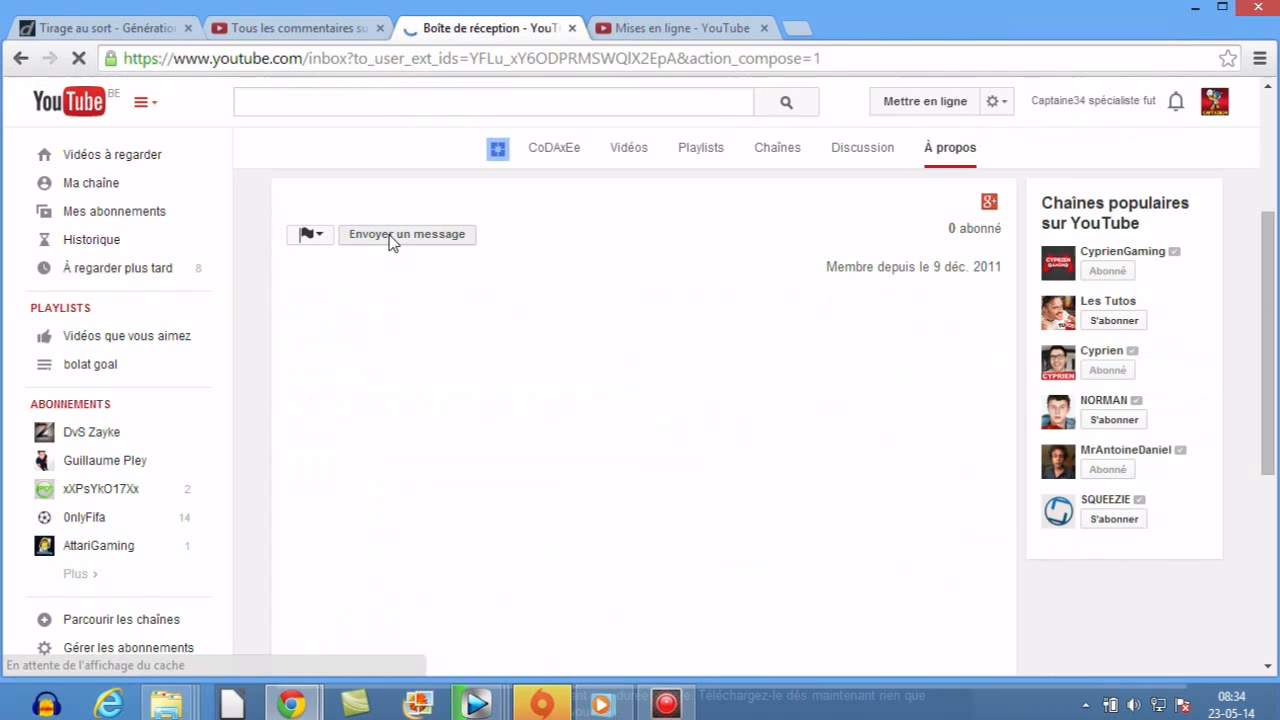 Tirage au sort - Génératio
Tous les commentaires su
Boîte de réception - YouT
Mises en ligne - YouTube
https://www.youtube.com/inbox?to_user_ext_ids=YFLu_xY6ODPRMSWQlX2EpA&action_compose=1
YouTube BE
Mettre en ligne
Captaine34 spécialiste fut
CoDAxEe
Vidéos
Playlists
Chaînes
Discussion
À propos
Vidéos à regarder
Ma chaîne
Mes abonnements
Historique
À regarder plus tard 8
PLAYLISTS
Vidéos que vous aimez
bolat goal
ABONNEMENTS
DvS Zayke
Guillaume Pley
xXPsYkO17Xx 2
0nlyFifa 14
AttariGaming 1
Plus ›
Parcourir les chaînes
Gérer les abonnements
Envoyer un message
0 abonné
Membre depuis le 9 déc. 2011
Chaînes populaires
sur YouTube
CyprienGaming
Abonné
Les Tutos
S'abonner
Cyprien
Abonné
NORMAN
S'abonner
MrAntoineDaniel
Abonné
SQUEEZIE
S'abonner
En attente de l'affichage du cache
Téléchargez-le dès maintenant rien que
08:34
23-05-14